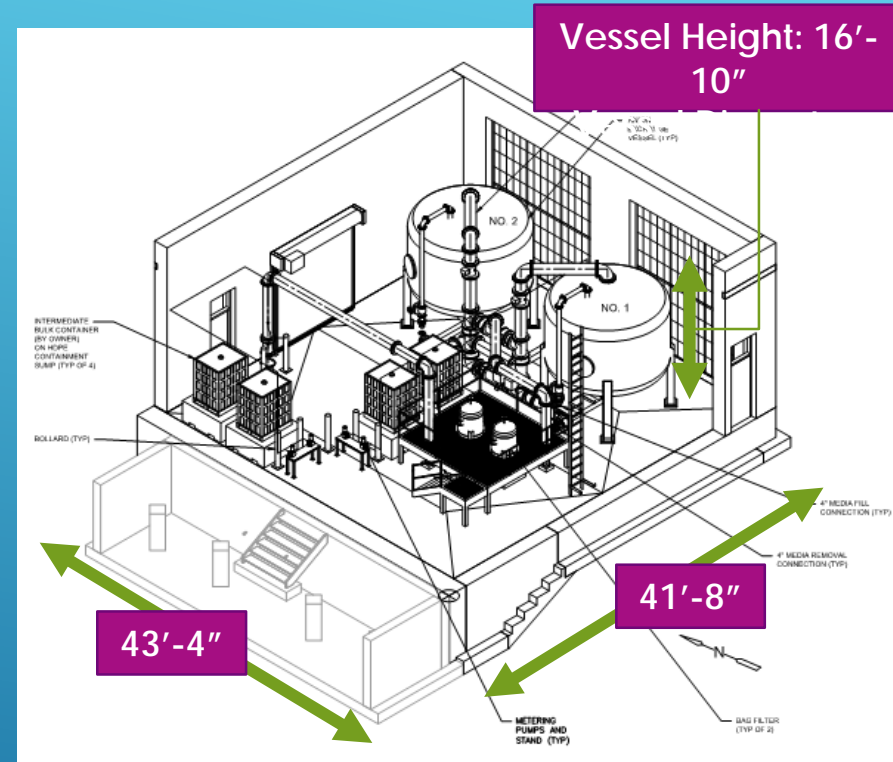 Vessel Height: 16'-
10"
VESSEL (TYP)
NO. 2
NO. 1
INTERMEDIATE
BULK CONTAINER
(BY OWNER)
ON HDPE
CONTAINMENT
SUMP (TYP OF 4)
BOLLARD (TYP)
4" MEDIA FILL
CONNECTION (TYP)
4" MEDIA REMOVAL
CONNECTION (TYP)
41'-8"
43'-4"
N
METERING
PUMPS AND
STAND (TYP)
BAG FILTER
(TYP OF 2)